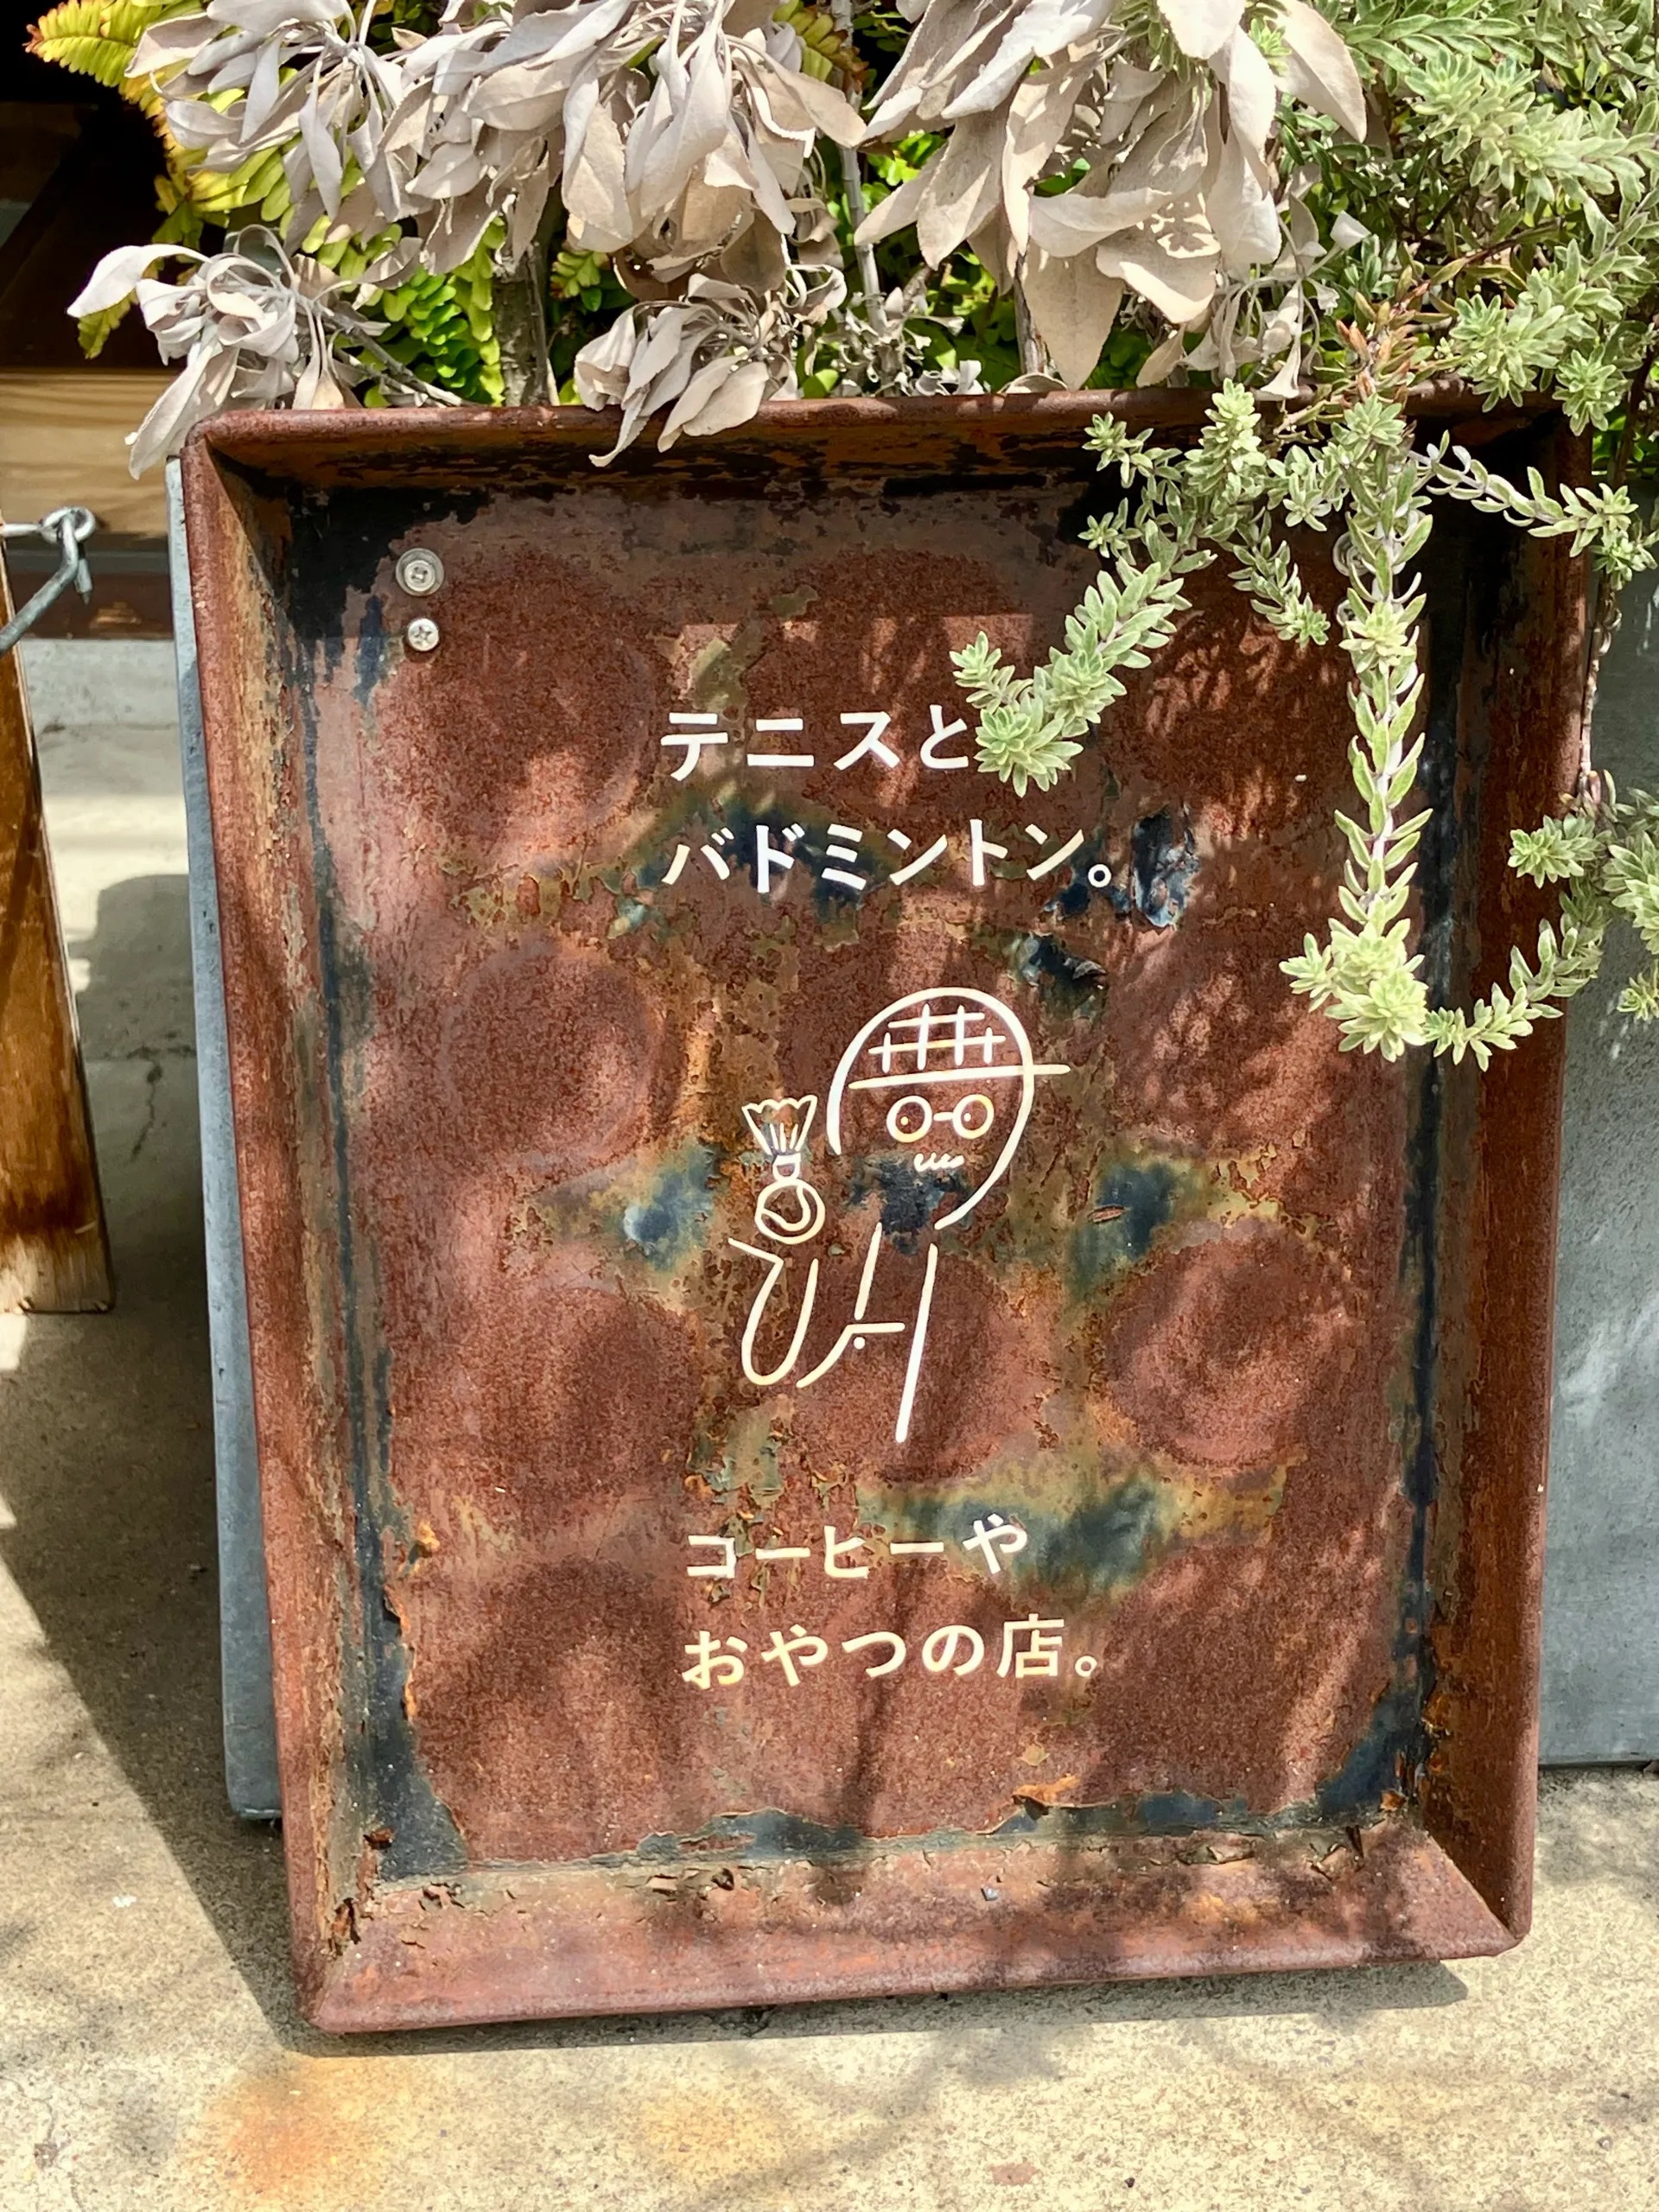 テニスと
バドミントン。
コーヒーや
おやつの店。